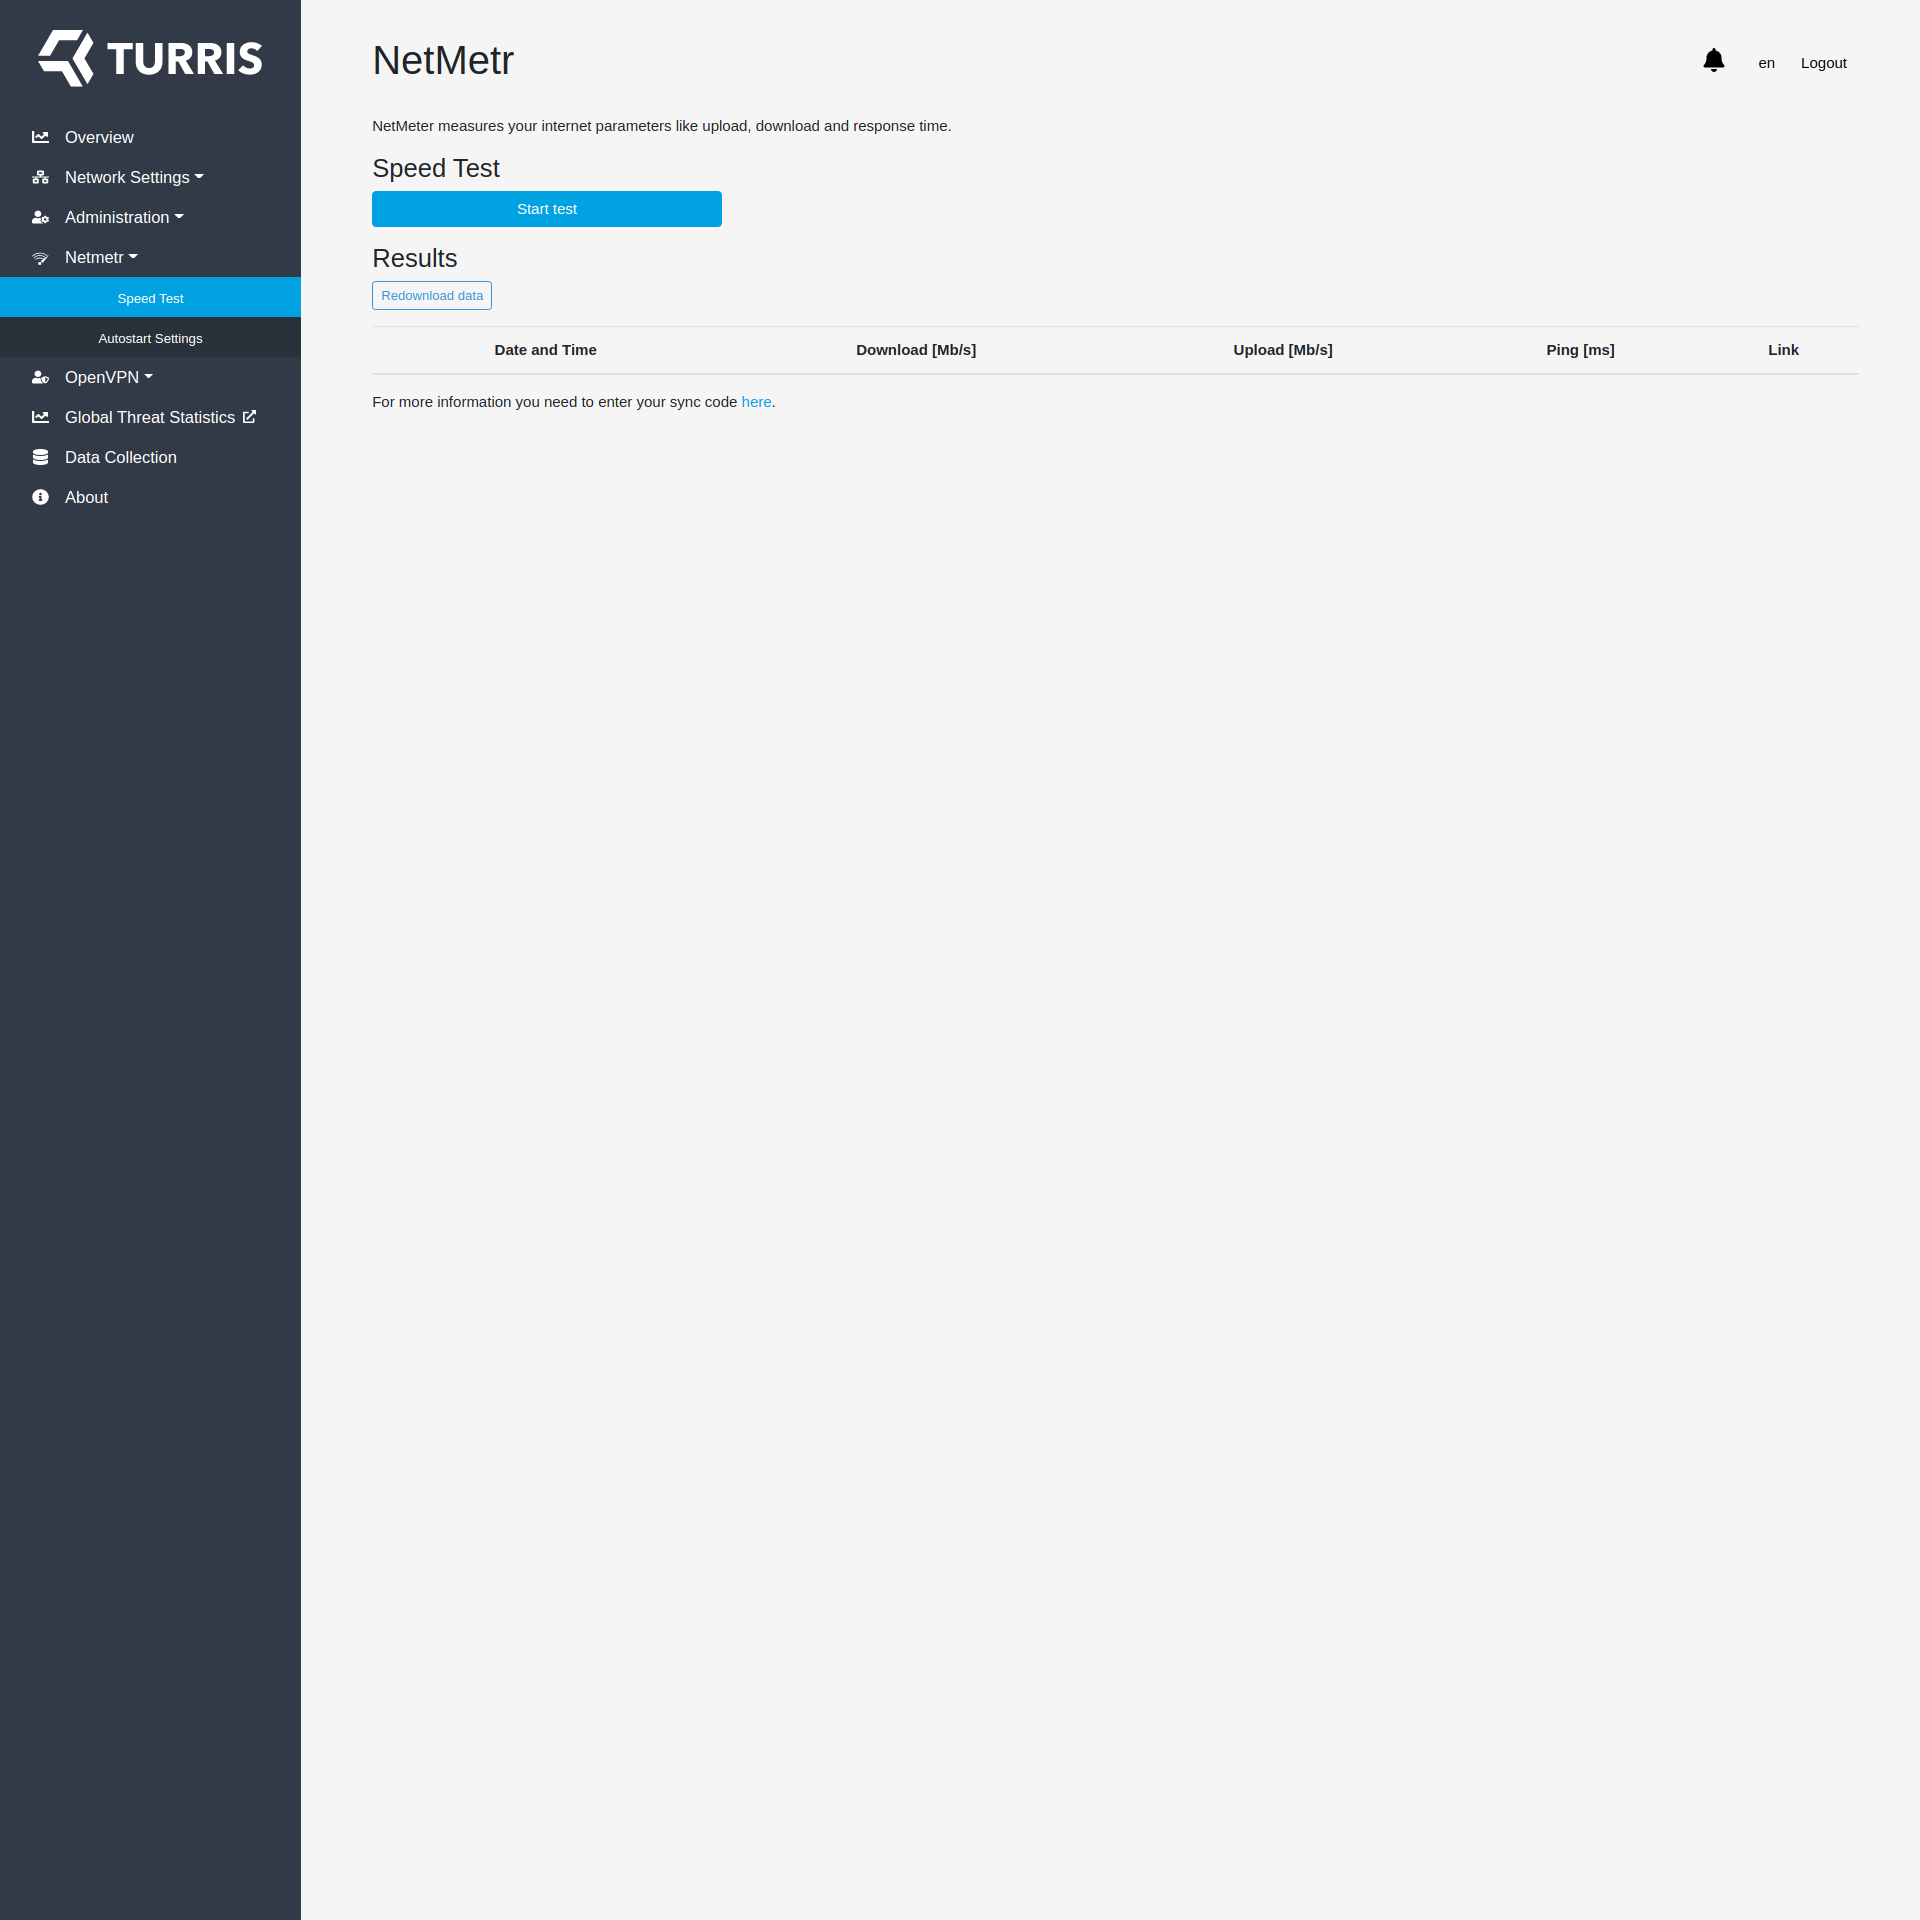 TURRIS
Overview
Network Settings
Administration
Netmetr
Speed Test
Autostart Settings
OpenVPN
Global Threat Statistics
Data Collection
About
NetMetr
en Logout
NetMeter measures your internet parameters like upload, download and response time.
Speed Test
Start test
Results
Redownload data
Date and Time Download [Mb/s] Upload [Mb/s] Ping [ms] Link
For more information you need to enter your sync code here.